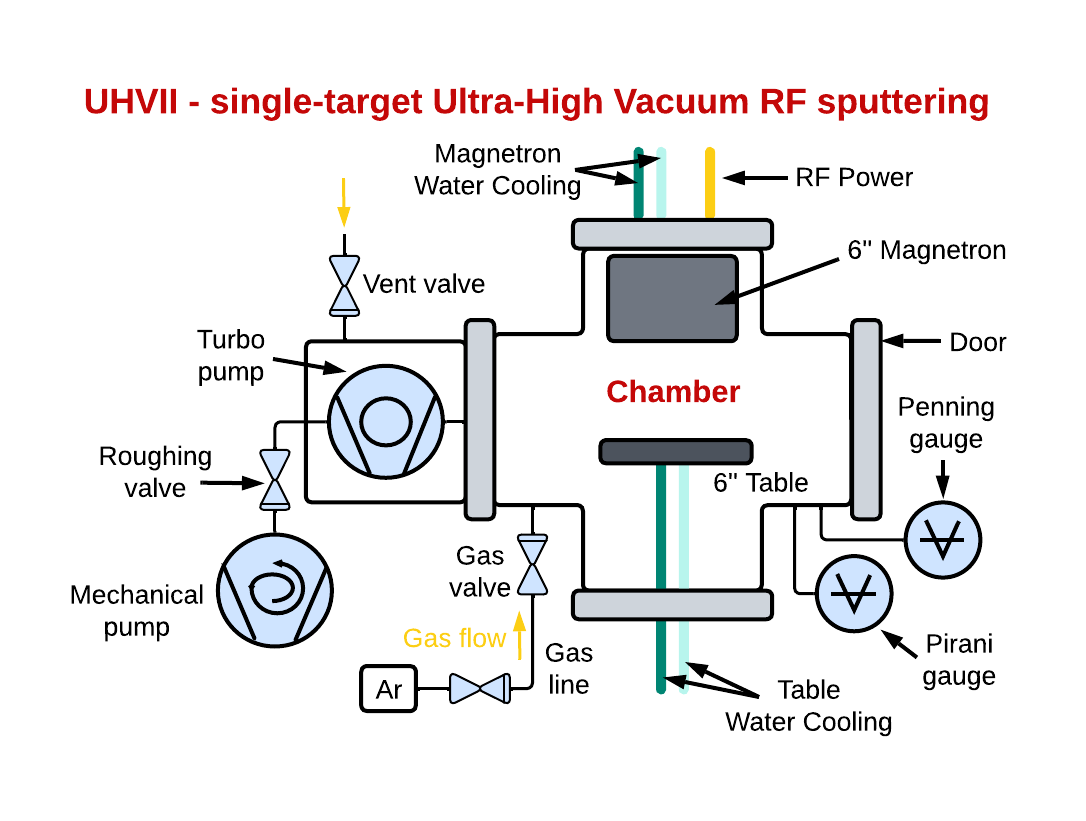 UHVII - single-target Ultra-High Vacuum RF sputtering
Magnetron
Water Cooling
RF Power
6" Magnetron
Vent valve
Turbo
pump
Door
Chamber
Penning
gauge
Roughing
valve
6" Table
Gas
valve
Mechanical
pump
Gas flow
Gas
line
Pirani
gauge
Ar
Table
Water Cooling